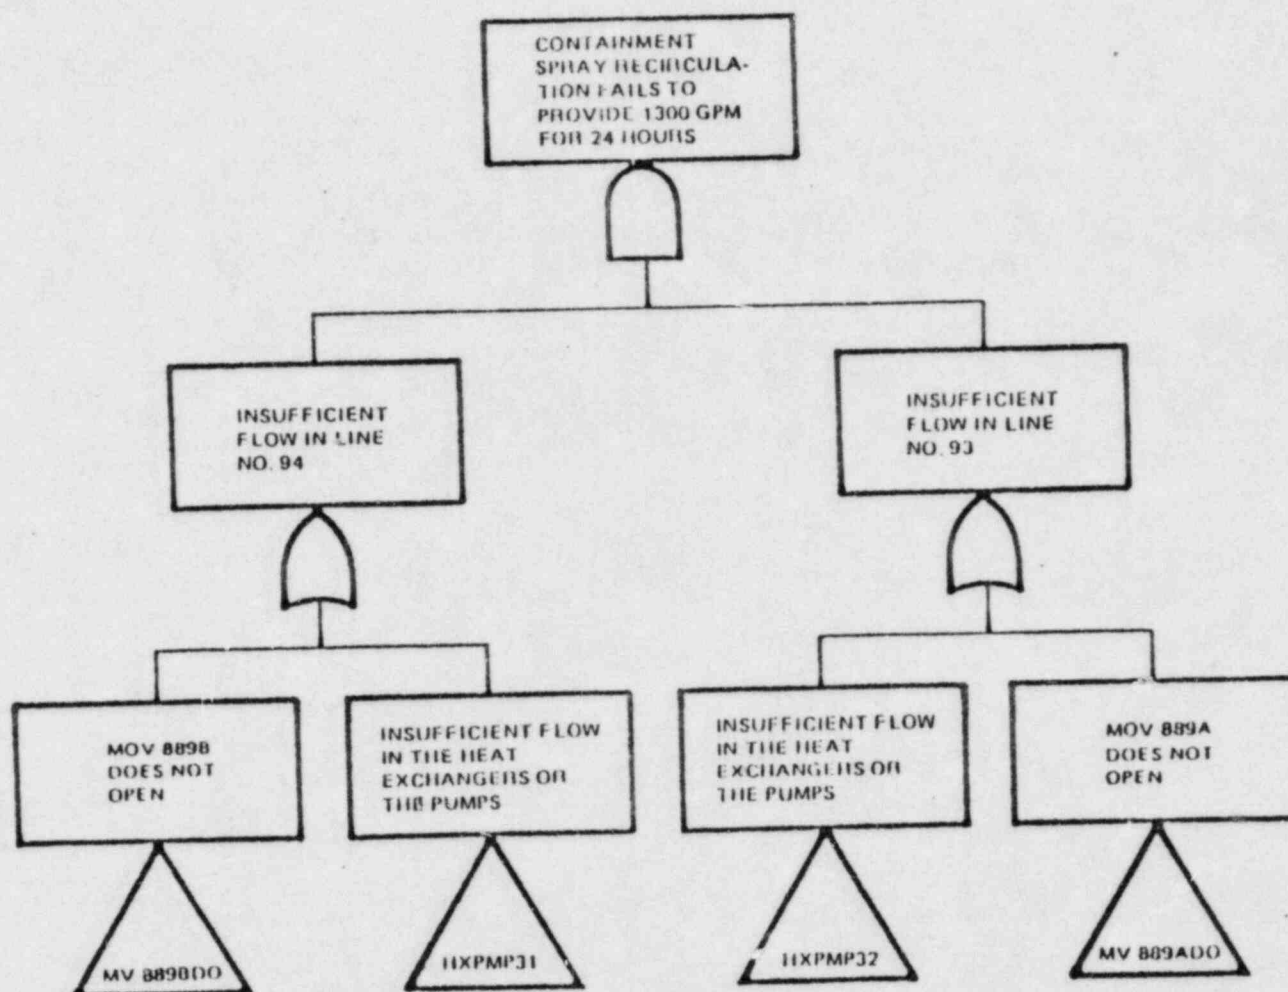 CONTAINMENT
SPRAY RECIRICULA-
TION FAILS TO
PROVIDE 1300 GPM
FOR 24 HOURS
INSUFFICIENT
FLOW IN LINE
NO. 94
INSUFFICIENT
FLOW IN LINE
NO. 93
MOV 889B
DOES NOT
OPEN
INSUFFICIENT FLOW
IN THE HEAT
EXCHANGERS OR
THE PUMPS
INSUFFICIENT FLOW
IN THE HEAT
EXCHANGERS OR
THE PUMPS
MOV 889A
DOES NOT
OPEN
MV 889BDO
HXPMP31
HXPMP32
MV 889ADO